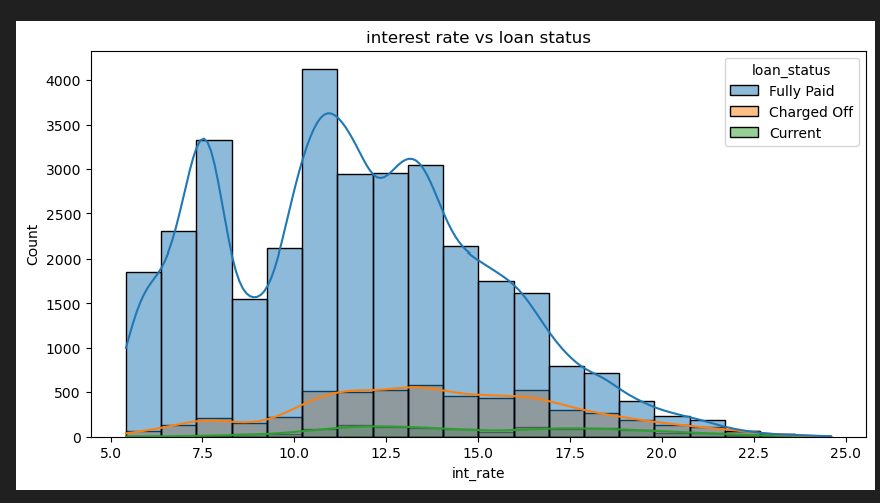 interest rate vs loan status
loan_status
Fully Paid
Charged Off
Current
Count
4000
3500
3000
2500
2000
1500
1000
500
0
5.0 7.5 10.0 12.5 15.0 17.5 20.0 22.5 25.0
int_rate